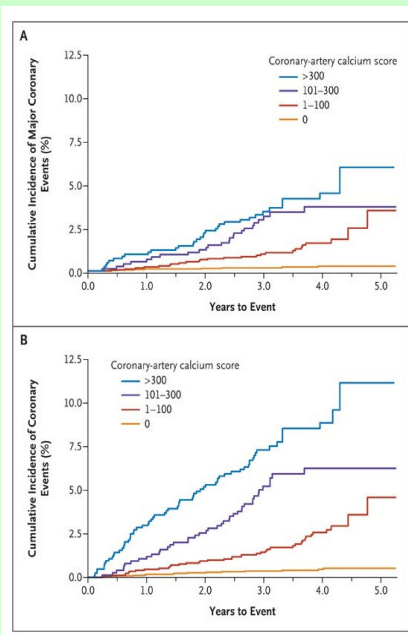 A
Cumulative Incidence of Major Coronary
Events (%)
12.5
10.0
7.5
5.0
2.5
0.0
Coronary-artery calcium score
>300
101–300
1–100
0
0.0 1.0 2.0 3.0 4.0 5.0
Years to Event
B
Cumulative Incidence of Coronary
Events (%)
12.5
10.0
7.5
5.0
2.5
0.0
Coronary-artery calcium score
>300
101–300
1–100
0
0.0 1.0 2.0 3.0 4.0 5.0
Years to Event